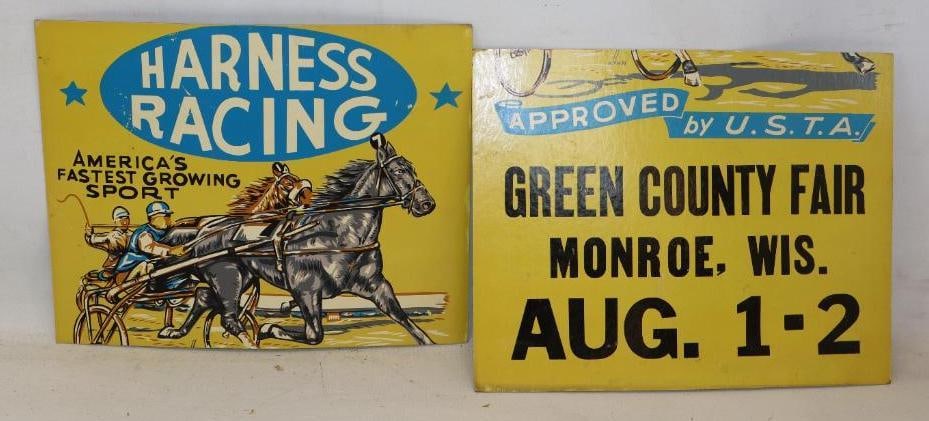 HARNESS
RACING
AMERICA'S
FASTEST GROWING
SPORT
APPROVED
by U.S.T.A.
GREEN COUNTY FAIR
MONROE, WIS.
AUG. 1-2